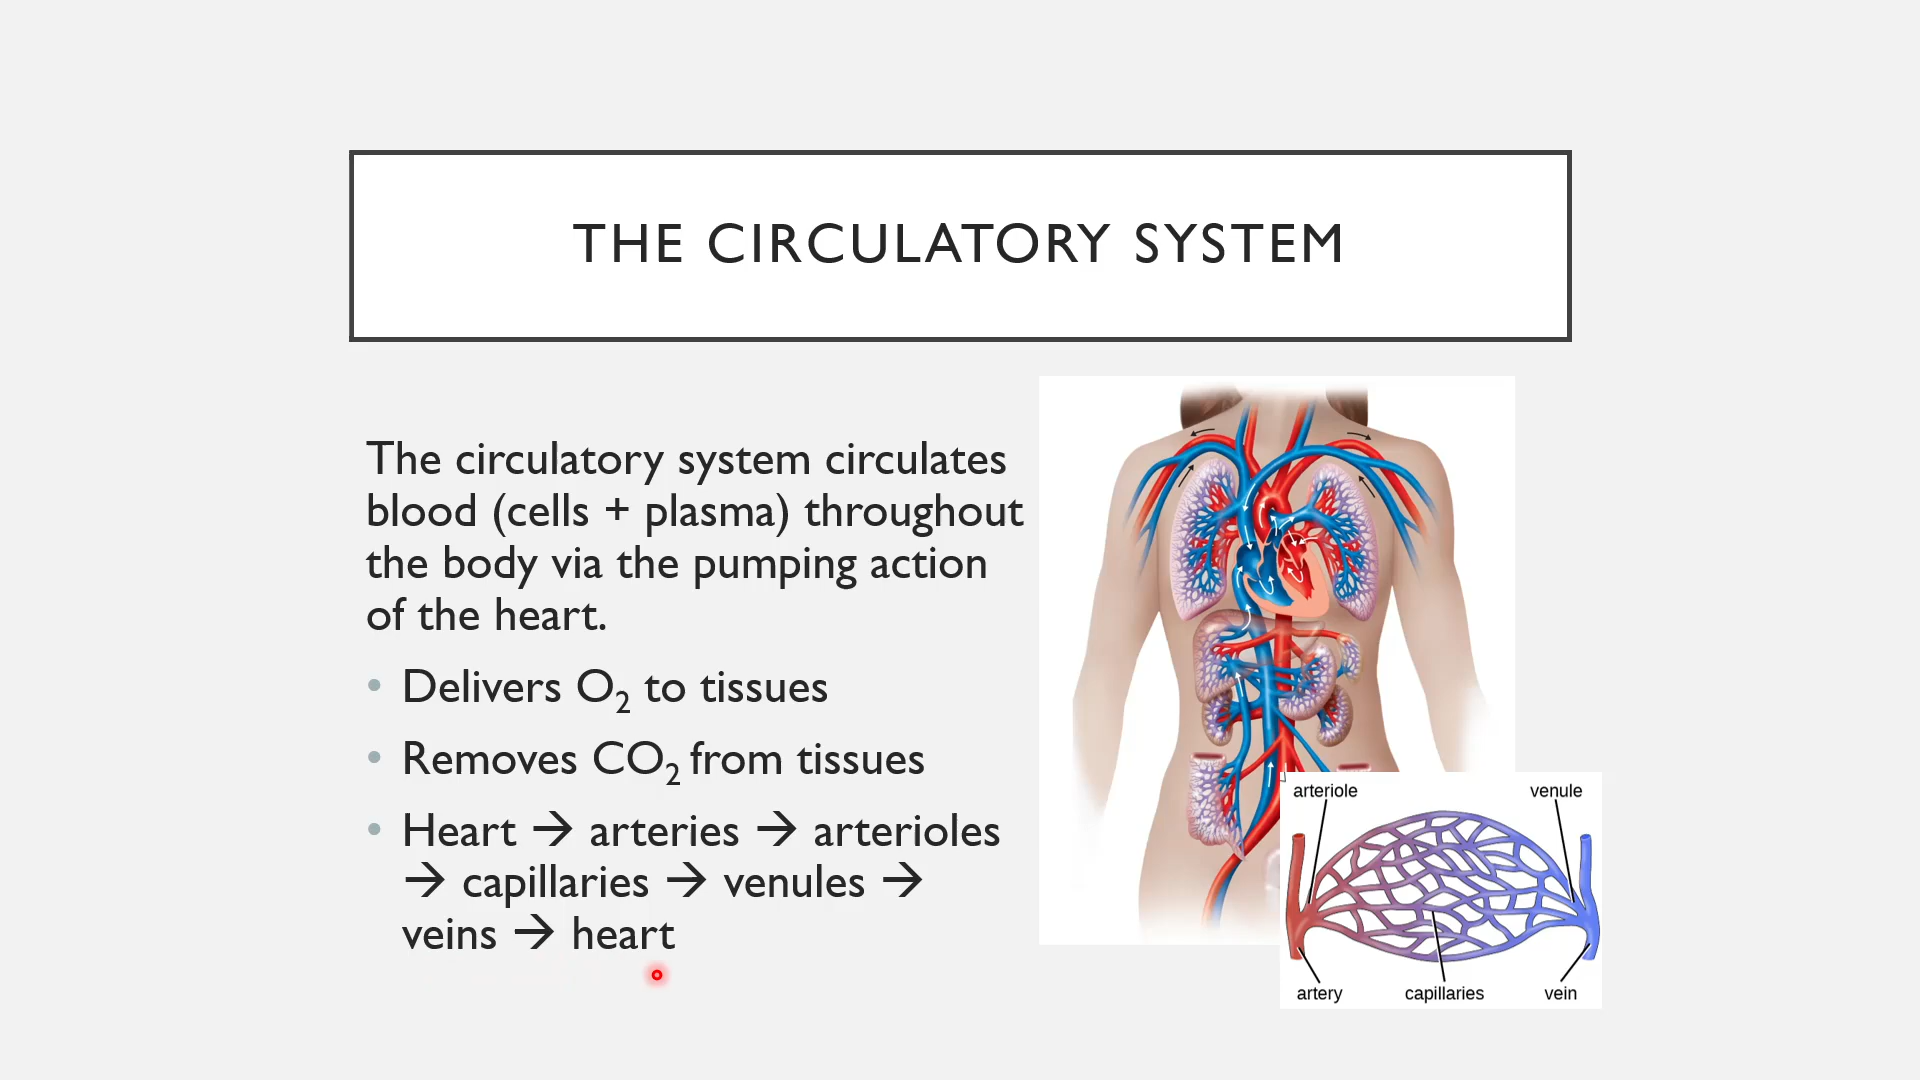 THE CIRCULATORY SYSTEM
The circulatory system circulates
blood (cells + plasma) throughout
the body via the pumping action
of the heart.
• Delivers O₂ to tissues
• Removes CO₂ from tissues
• Heart → arteries → arterioles
→ capillaries → venules →
veins → heart
arteriole venule
artery capillaries vein